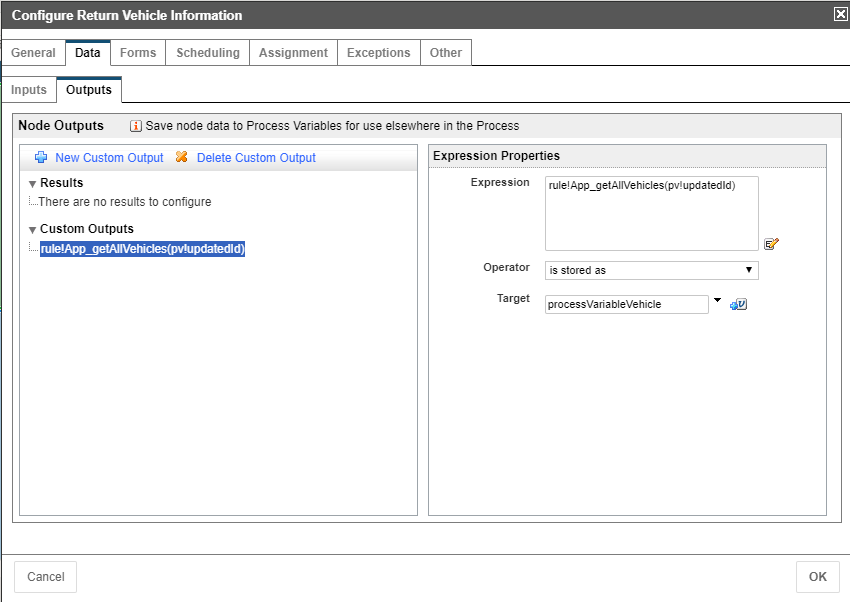 Configure Return Vehicle Information
General Data Forms Scheduling Assignment Exceptions Other
Inputs Outputs
Node Outputs Save node data to Process Variables for use elsewhere in the Process
New Custom Output Delete Custom Output
Results
There are no results to configure
Custom Outputs
rule!App_getAllVehicles(pv!updatedId)
Expression Properties
Expression rule!App_getAllVehicles(pv!updatedId)
Operator is stored as
Target processVariableVehicle
Cancel OK